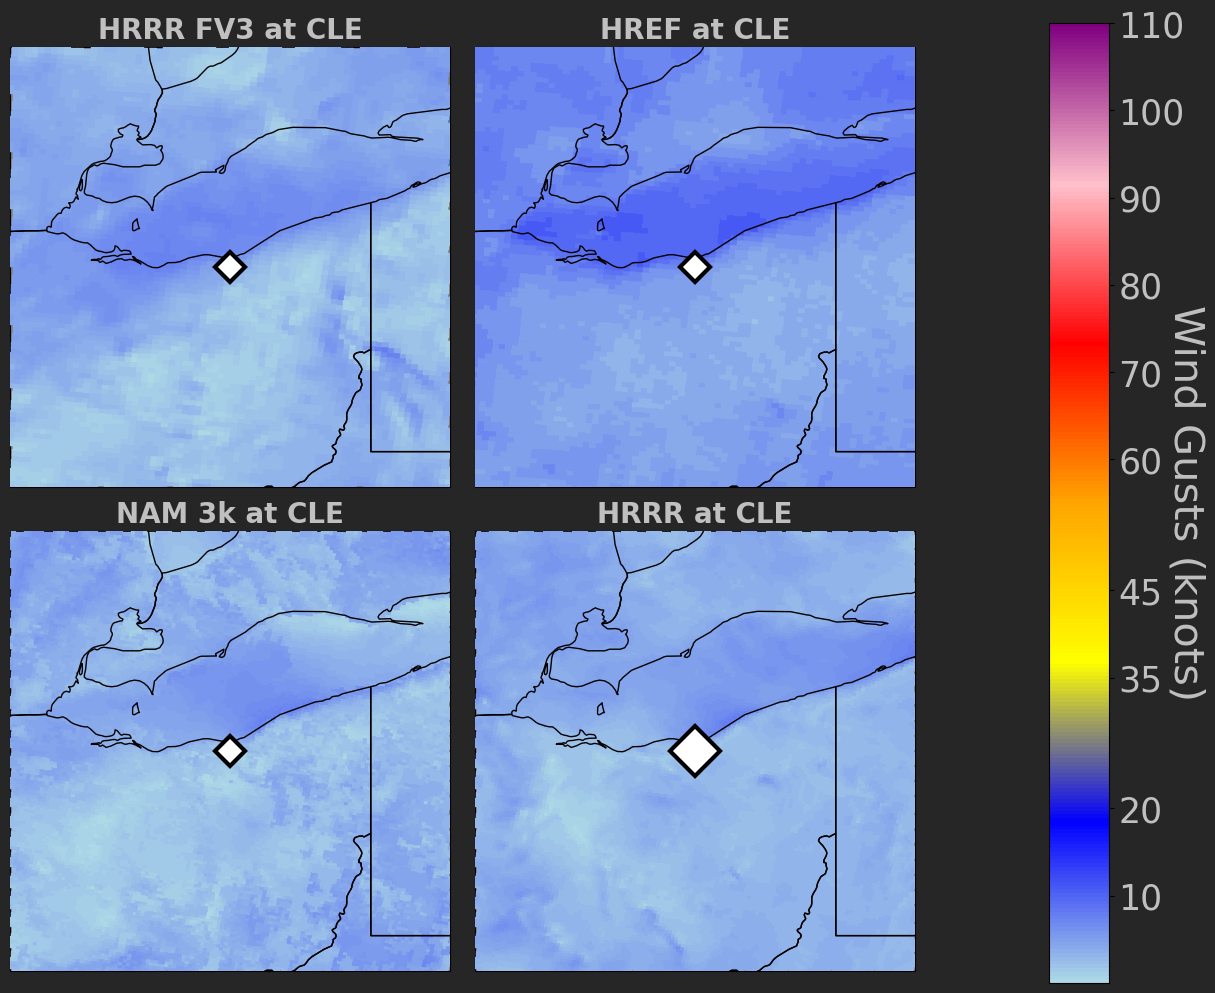 HRRR FV3 at CLE
HREF at CLE
NAM 3k at CLE
HRRR at CLE
110
100
90
80
70
60
45
35
20
10
Wind Gusts (knots)